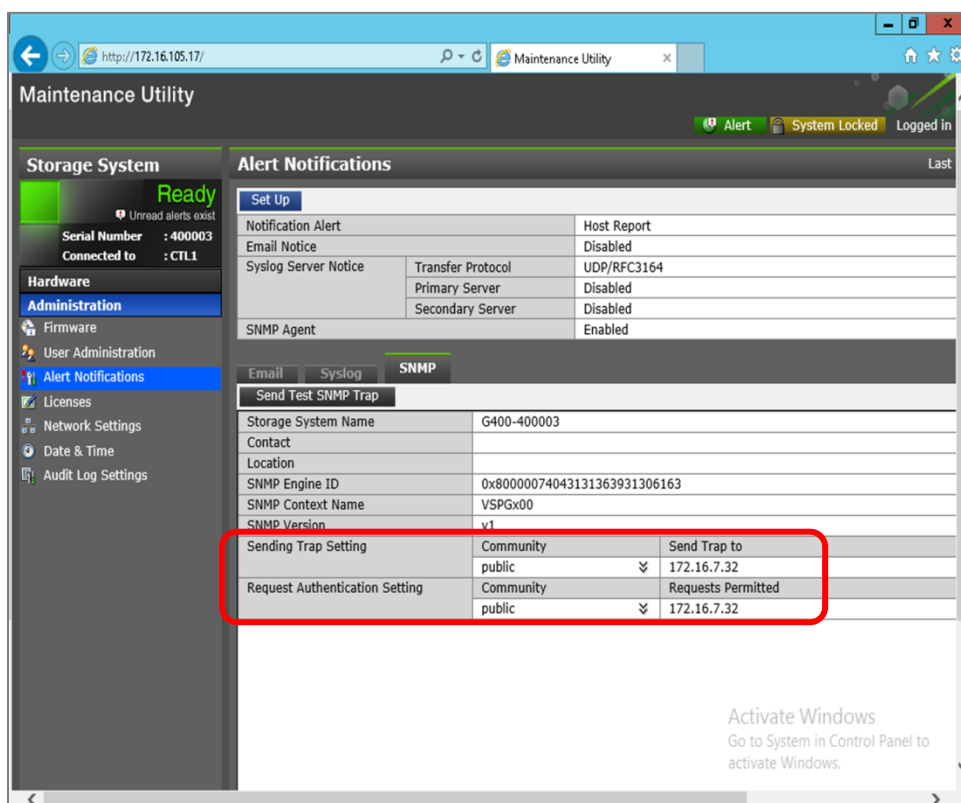 http://172.16.105.17/
Maintenance Utility
Maintenance Utility
Alert
System Locked
Logged in
Storage System
Ready
Unread alerts exist
Serial Number : 400003
Connected to : CTL1
Hardware
Administration
Firmware
User Administration
Alert Notifications
Licenses
Network Settings
Date & Time
Audit Log Settings
Alert Notifications Last
Set Up
Notification Alert Host Report
Email Notice Disabled
Syslog Server Notice Transfer Protocol UDP/RFC3164
Primary Server Disabled
Secondary Server Disabled
SNMP Agent Enabled
Email Syslog SNMP
Send Test SNMP Trap
Storage System Name G400-400003
Contact
Location
SNMP Engine ID 0x80000074043131363931306163
SNMP Context Name VSPGx00
SNMP Version v1
Sending Trap Setting Community Send Trap to
public 172.16.7.32
Request Authentication Setting Community Requests Permitted
public 172.16.7.32
Activate Windows
Go to System in Control Panel to
activate Windows.